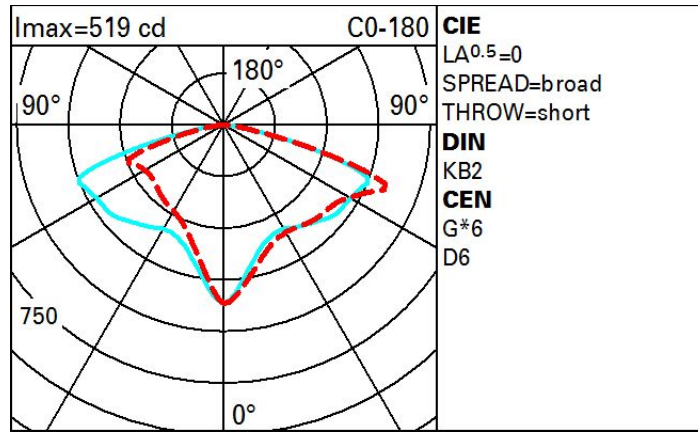 Imax=519 cd C0-180
180°
90° 90°
750
0°
CIE
LA0.5=0
SPREAD=broad
THROW=short
DIN
KB2
CEN
G*6
D6